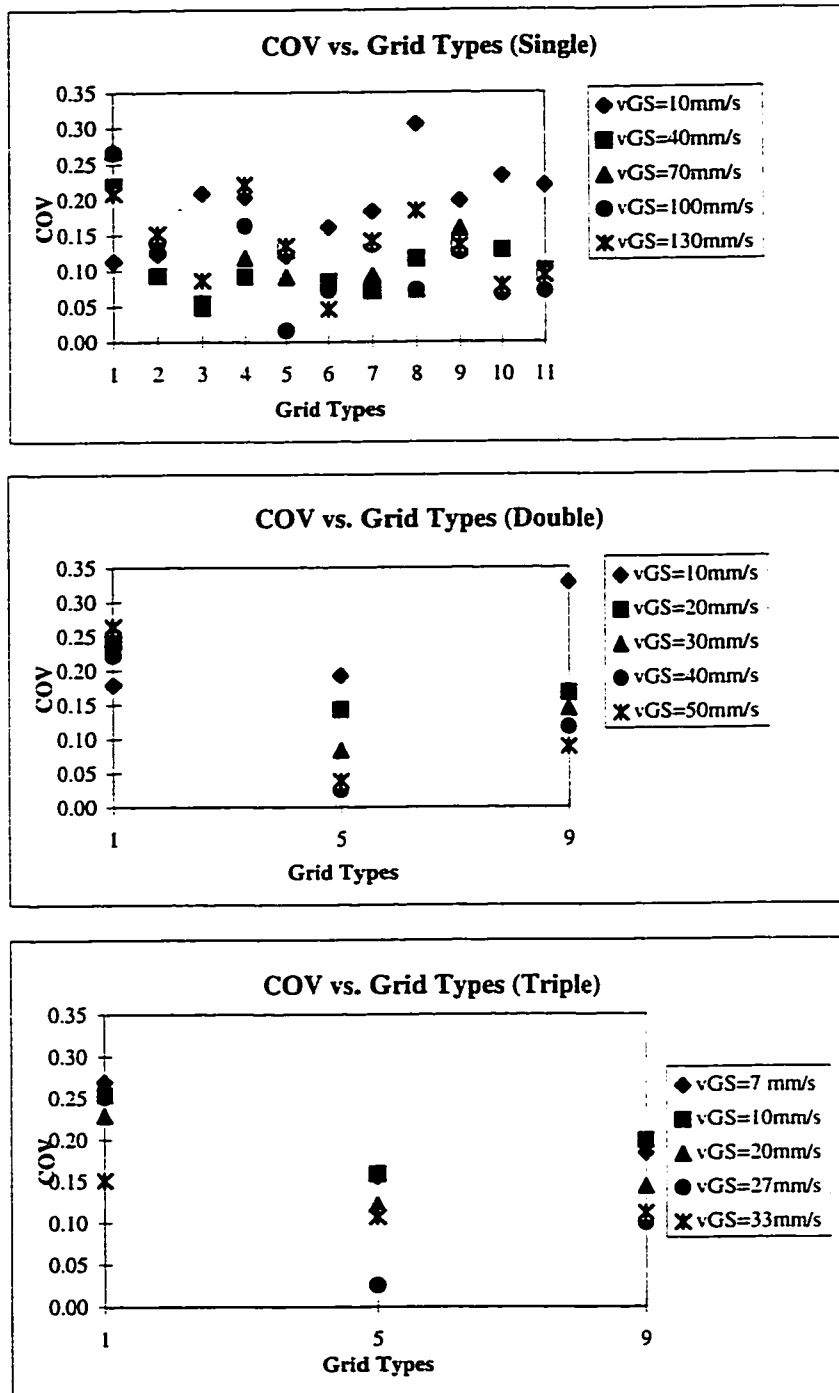 COV vs. Grid Types (Single)
0.35
0.30
0.25
0.20
0.15
0.10
0.05
0.00
COV
1 2 3 4 5 6 7 8 9 10 11
Grid Types
vGS=10mm/s
vGS=40mm/s
vGS=70mm/s
vGS=100mm/s
vGS=130mm/s
COV vs. Grid Types (Double)
0.35
0.30
0.25
0.20
0.15
0.10
0.05
0.00
COV
1 5 9
Grid Types
vGS=10mm/s
vGS=20mm/s
vGS=30mm/s
vGS=40mm/s
vGS=50mm/s
COV vs. Grid Types (Triple)
0.35
0.30
0.25
0.20
0.15
0.10
0.05
0.00
COV
1 5 9
Grid Types
vGS=7 mm/s
vGS=10mm/s
vGS=20mm/s
vGS=27mm/s
vGS=33mm/s